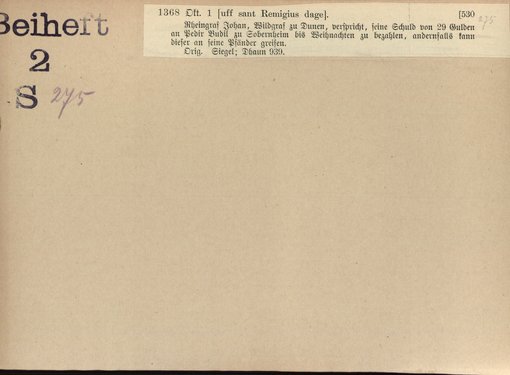 Beiheft
2
S 275
1368 Okt. 1 [uff sant Remigius dage]. [530
275
Rheingraf Johan, Wildgraf zu Dunen, verspricht, seine Schuld von 29 Gulden
an Pedir Budil zu Sobernheim bis Weihnachten zu bezahlen, andernfalls kann
dieser an seine Pfänder greifen.
Orig. Siegel; Dhaun 939.